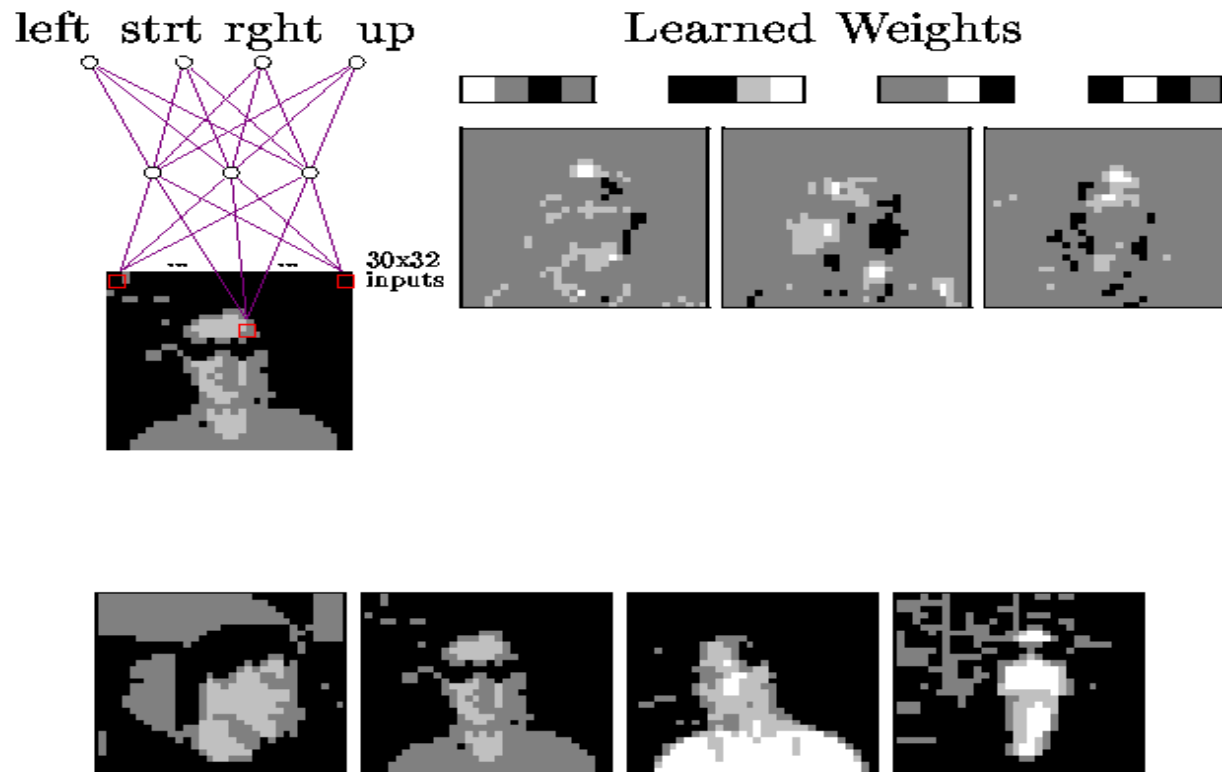 left strt rght up
Learned Weights
... ...
30x32
inputs